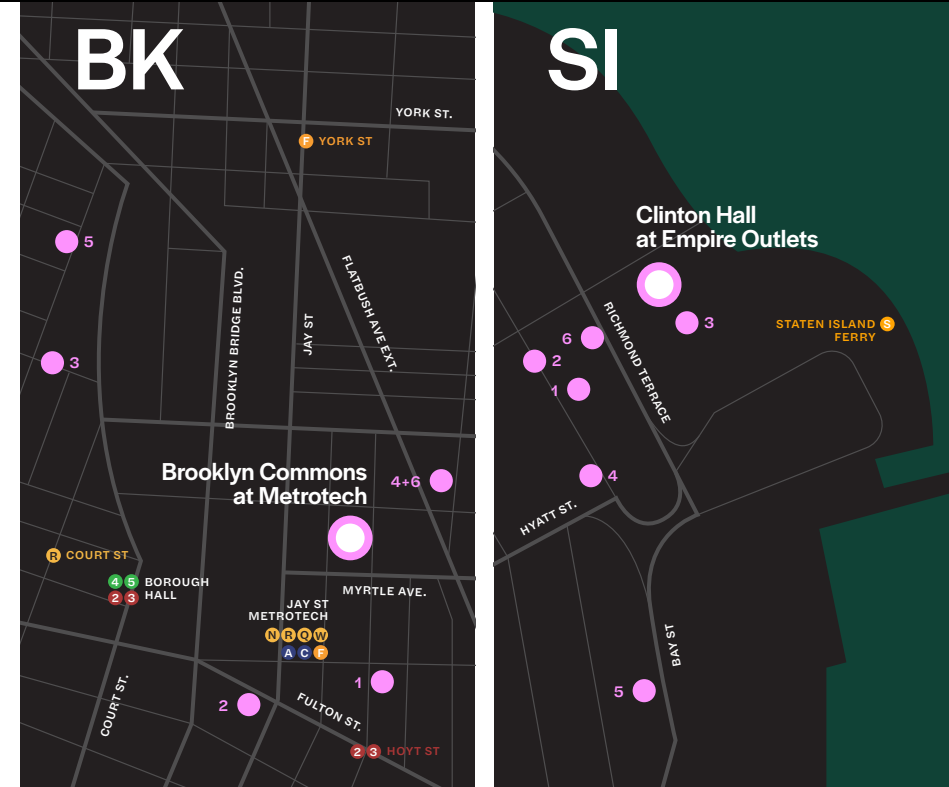 BK
YORK ST.
F YORK ST
5
BROOKLYN BRIDGE BLVD.
JAY ST
FLATBUSH AVE EXT.
3
Brooklyn Commons
at Metrotech
4+6
R COURT ST
4 5 BOROUGH
2 3 HALL
MYRTLE AVE.
JAY ST
METROTECH
N R Q W
A C F
1
2
COURT ST.
FULTON ST.
2 3 HOYT ST
SI
Clinton Hall
at Empire Outlets
3
STATEN ISLAND S
FERRY
RICHMOND TERRACE
6
2
1
4
HYATT ST.
BAY ST
5